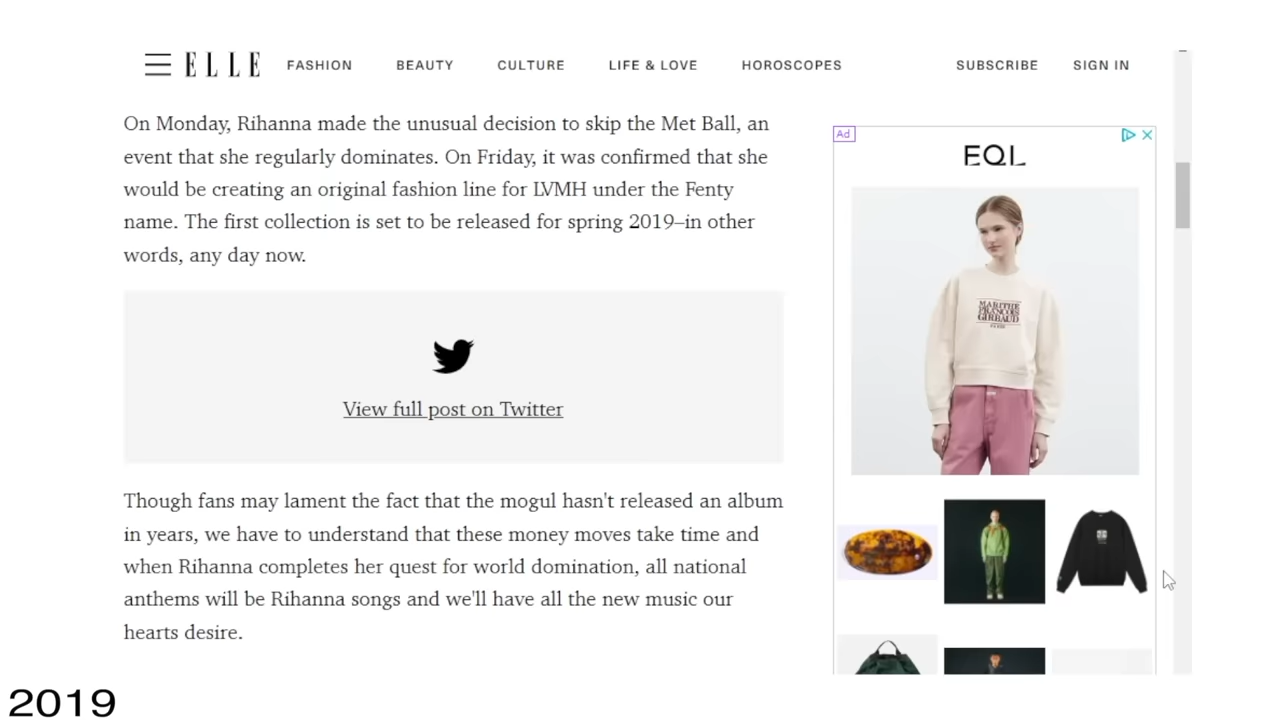 ELLE FASHION BEAUTY CULTURE LIFE & LOVE HOROSCOPES SUBSCRIBE SIGN IN
On Monday, Rihanna made the unusual decision to skip the Met Ball, an
event that she regularly dominates. On Friday, it was confirmed that she
would be creating an original fashion line for LVMH under the Fenty
name. The first collection is set to be released for spring 2019–in other
words, any day now.
View full post on Twitter
Though fans may lament the fact that the mogul hasn't released an album
in years, we have to understand that these money moves take time and
when Rihanna completes her quest for world domination, all national
anthems will be Rihanna songs and we'll have all the new music our
hearts desire.
Ad
EQL
MARITHE
FRANCOIS
GIRBAUD
2019